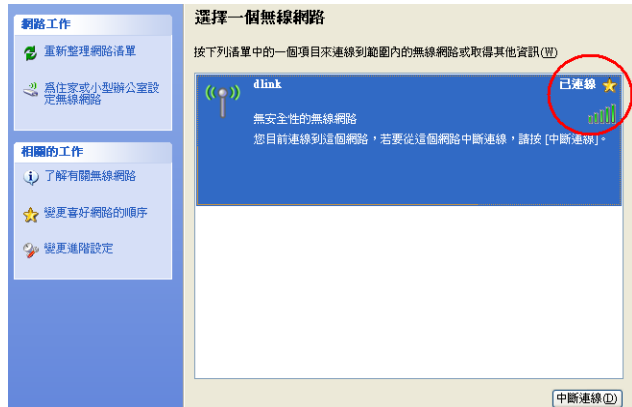 網路工作
重新整理網路清單
為住家或小型辦公室設
定無線網路
相關的工作
了解有關無線網路
變更喜好網路的順序
變更進階設定
選擇一個無線網路
按下列清單中的一個項目來連線到範圍內的無線網路或取得其他資訊(W)
dlink
已連線
無安全性的無線網路
您目前連線到這個網路，若要從這個網路中斷連線，請按 [中斷連線]。
中斷連線(D)